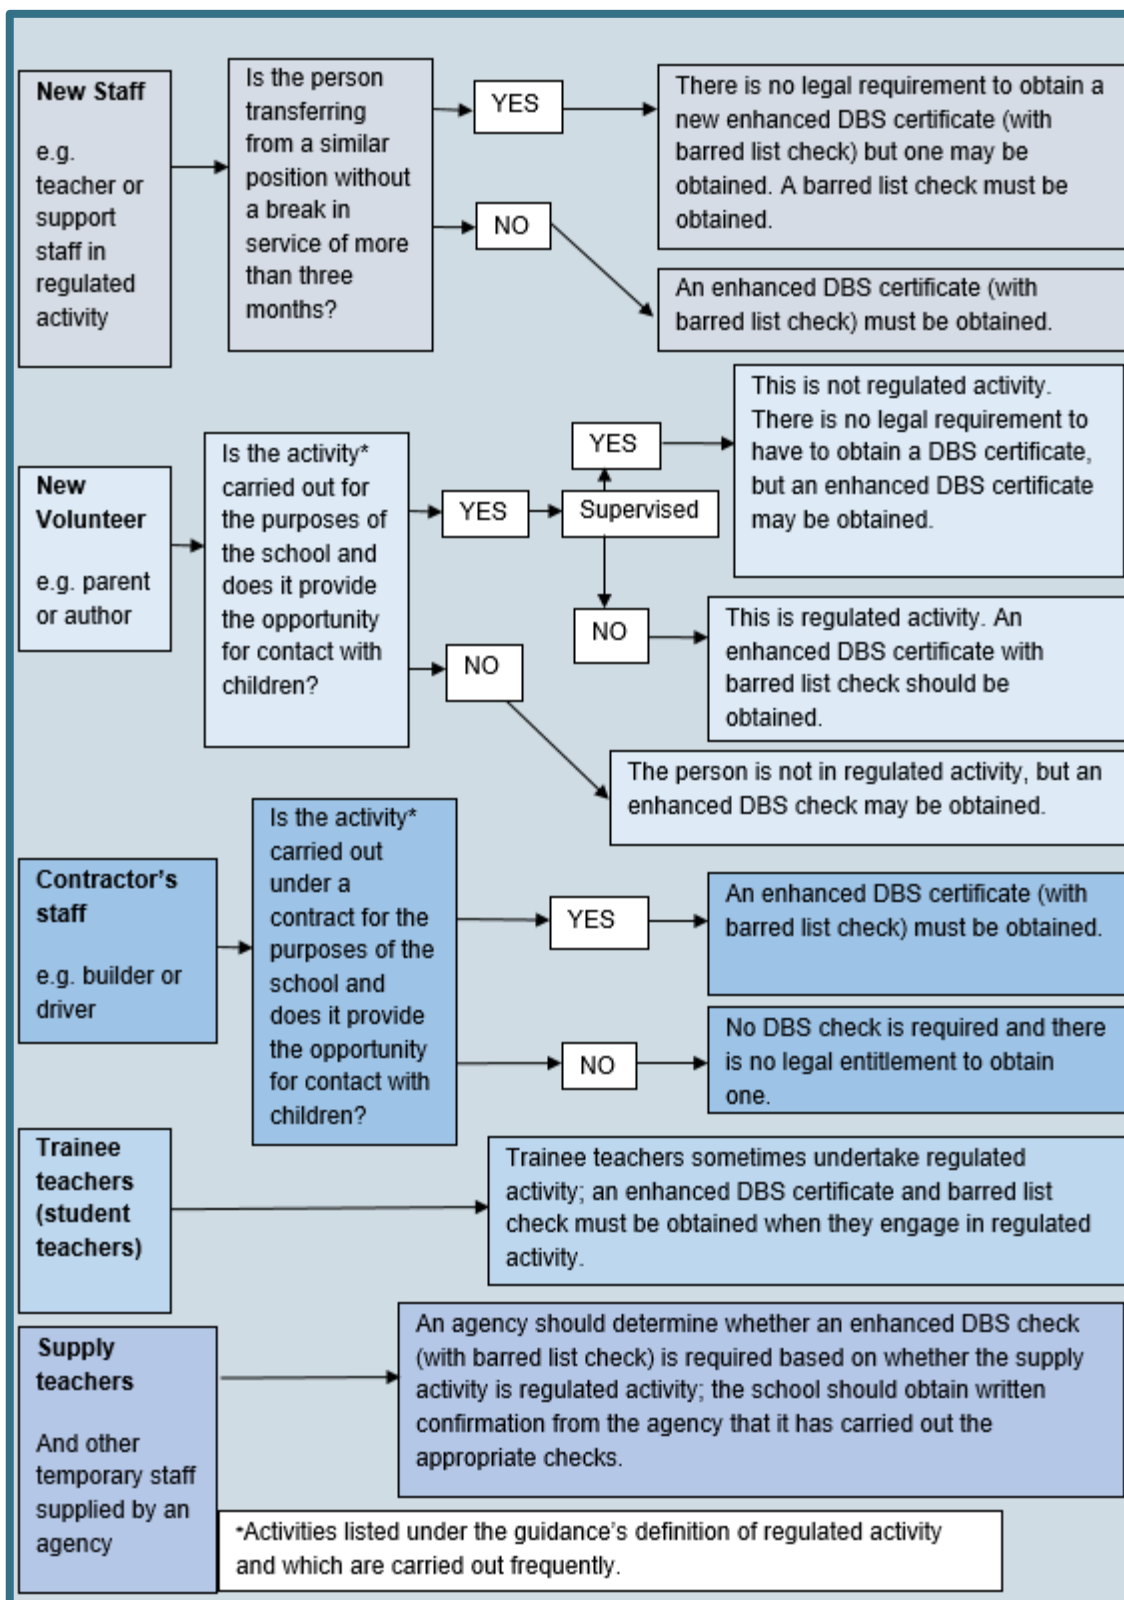 New Staff
e.g.
teacher or
support
staff in
regulated
activity
Is the person
transferring
from a similar
position without
a break in
service of more
than three
months?
YES
There is no legal requirement to obtain a
new enhanced DBS certificate (with
barred list check) but one may be
obtained. A barred list check must be
obtained.
NO
An enhanced DBS certificate (with
barred list check) must be obtained.
New
Volunteer
e.g. parent
or author
Is the activity*
carried out for
the purposes of
the school and
does it provide
the opportunity
for contact with
children?
YES
Supervised
YES
This is not regulated activity.
There is no legal requirement to
have to obtain a DBS certificate,
but an enhanced DBS certificate
may be obtained.
NO
This is regulated activity. An
enhanced DBS certificate with
barred list check should be
obtained.
NO
The person is not in regulated activity, but an
enhanced DBS check may be obtained.
Contractor's
staff
e.g. builder or
driver
Is the activity*
carried out
under a
contract for the
purposes of the
school and
does it provide
the opportunity
for contact with
children?
YES
An enhanced DBS certificate (with
barred list check) must be obtained.
NO
No DBS check is required and there
is no legal entitlement to obtain
one.
Trainee
teachers
(student
teachers)
Trainee teachers sometimes undertake regulated
activity; an enhanced DBS certificate and barred list
check must be obtained when they engage in regulated
activity.
Supply
teachers
And other
temporary staff
supplied by an
agency
An agency should determine whether an enhanced DBS check
(with barred list check) is required based on whether the supply
activity is regulated activity; the school should obtain written
confirmation from the agency that it has carried out the
appropriate checks.
*Activities listed under the guidance's definition of regulated activity
and which are carried out frequently.